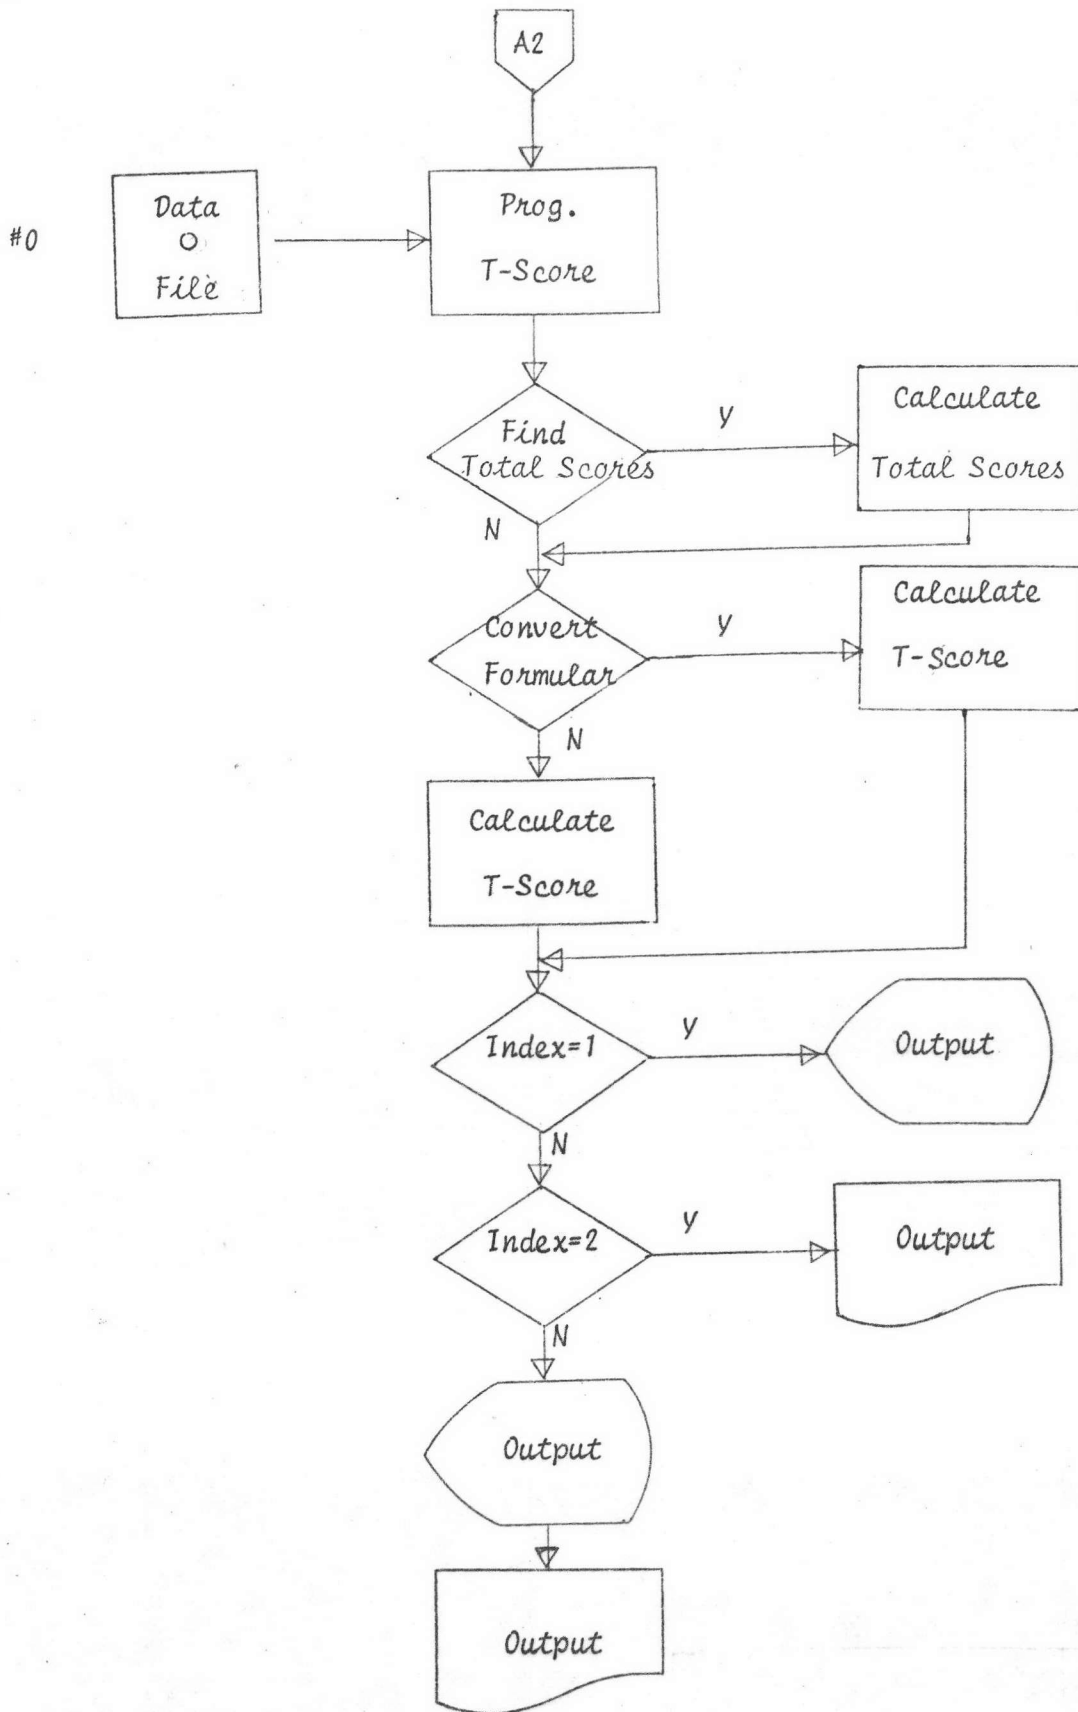 A2
#0
Data
File
Prog.
T-Score
Find
Total Scores
Y
Calculate
Total Scores
N
Convert
Formular
Y
Calculate
T-Score
N
Calculate
T-Score
Index=1
Y
Output
N
Index=2
Y
Output
N
Output
Output